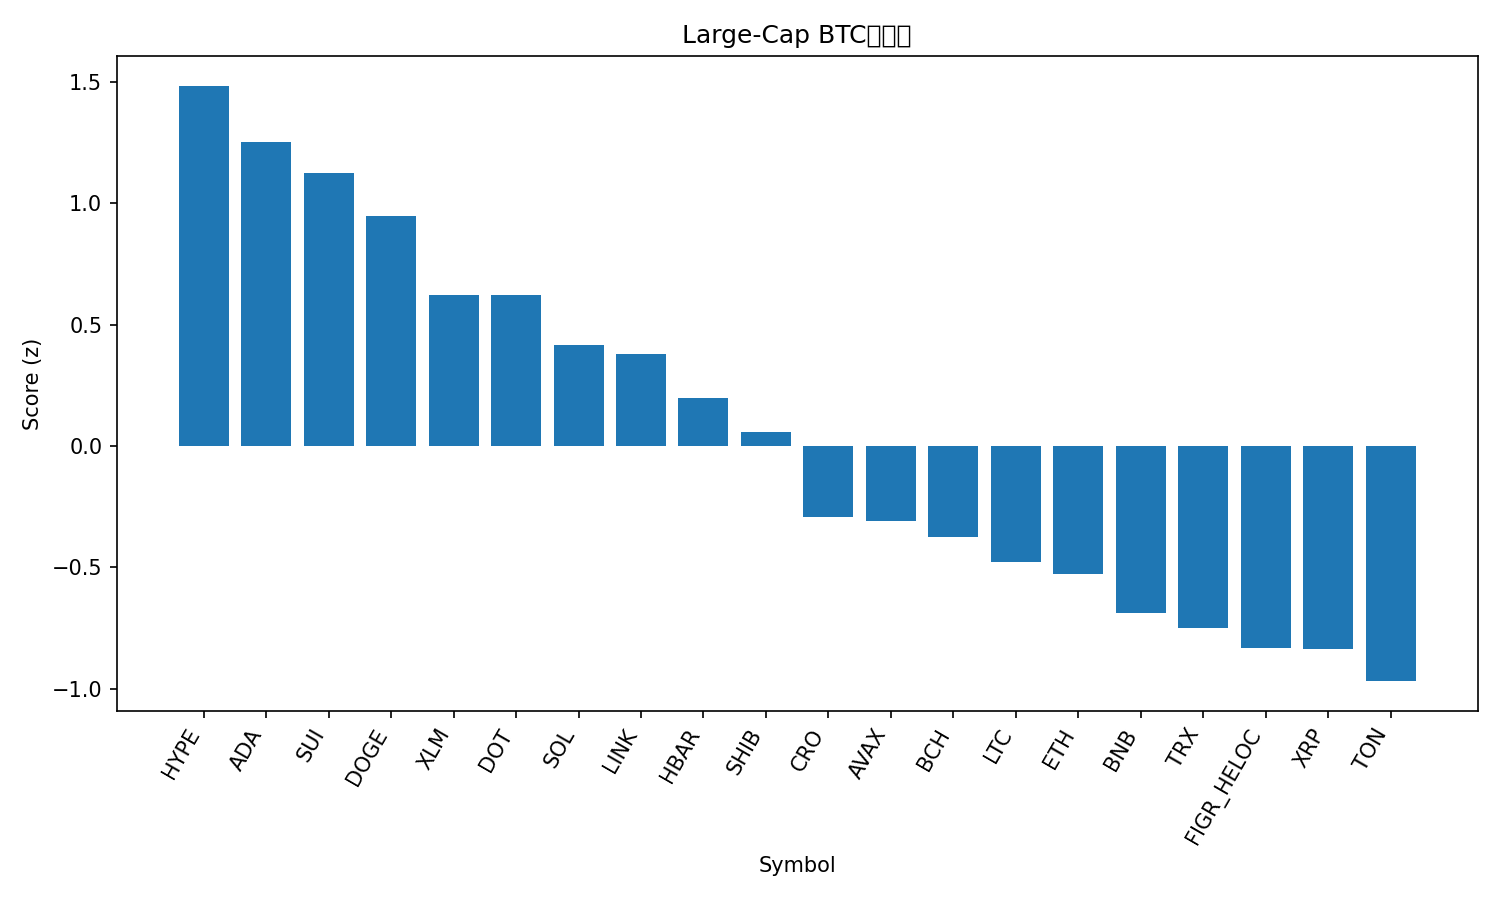 Large-Cap BTC
1.5
1.0
0.5
0.0
−0.5
−1.0
Score (z)
HYPE
ADA
SUI
DOGE
XLM
DOT
SOL
LINK
HBAR
SHIB
CRO
AVAX
BCH
LTC
ETH
BNB
TRX
FIGR_HELOC
XRP
TON
Symbol